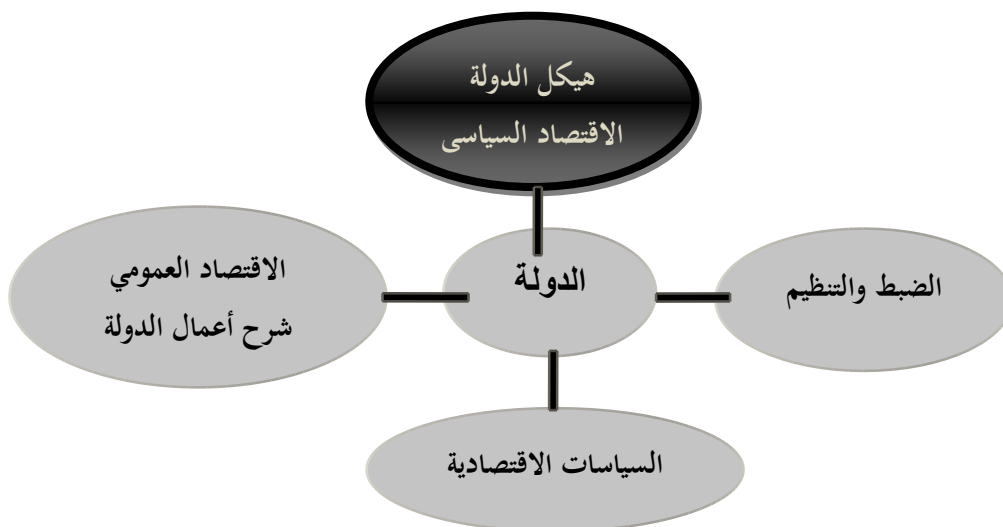 هيكل الدولة
الاقتصاد السياسى
الضبط والتنظيم
الدولة
الاقتصاد العمومي
شرح أعمال الدولة
السياسات الاقتصادية